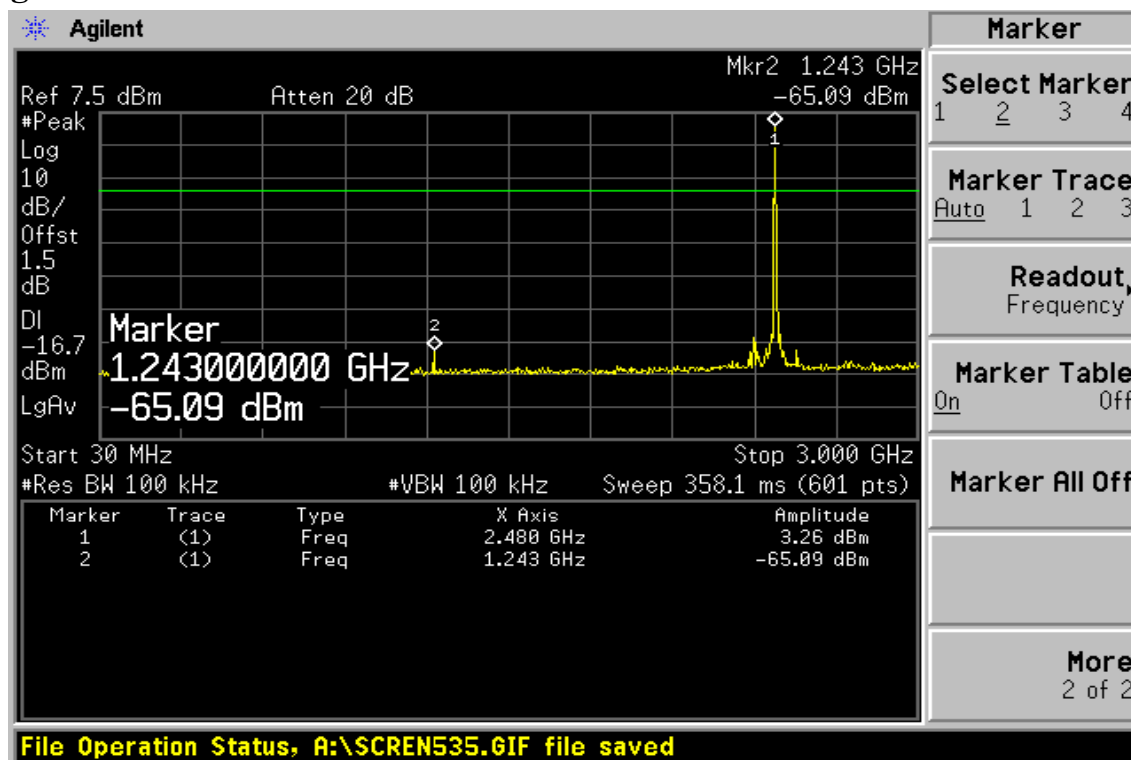 Agilent
Marker
Mkr2 1.243 GHz
Ref 7.5 dBm Atten 20 dB -65.09 dBm
#Peak
Log
10
dB/
Offst
1.5
dB
DI
-16.7
dBm
LgAv
1
2
Marker
1.243000000 GHz
-65.09 dBm
Start 30 MHz Stop 3.000 GHz
#Res BW 100 kHz #VBW 100 kHz Sweep 358.1 ms (601 pts)
Marker Trace Type X Axis Amplitude
1 (1) Freq 2.480 GHz 3.26 dBm
2 (1) Freq 1.243 GHz -65.09 dBm
Select Marker
1 2 3 4
Marker Trace
Auto 1 2 3
Readout
Frequency
Marker Table
On Off
Marker All Off
More
2 of 2
File Operation Status, A:\SCREN535.GIF file saved